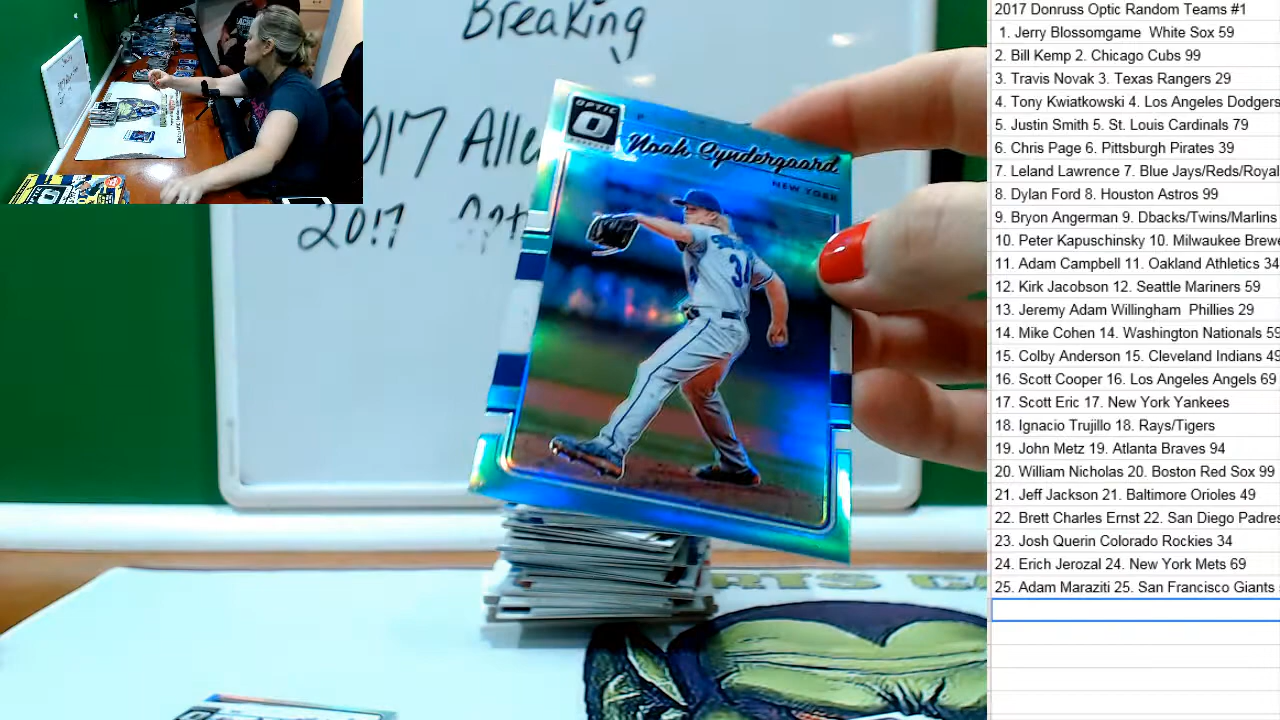 Breaking
2017 Alle
2017 Opt
OPTIC
P
Noah Syndergaard
NEW YORK
34
2017 Donruss Optic Random Teams #1
1. Jerry Blossomgame White Sox 59
2. Bill Kemp 2. Chicago Cubs 99
3. Travis Novak 3. Texas Rangers 29
4. Tony Kwiatkowski 4. Los Angeles Dodgers
5. Justin Smith 5. St. Louis Cardinals 79
6. Chris Page 6. Pittsburgh Pirates 39
7. Leland Lawrence 7. Blue Jays/Reds/Royal
8. Dylan Ford 8. Houston Astros 99
9. Bryon Angerman 9. Dbacks/Twins/Marlins
10. Peter Kapuschinsky 10. Milwaukee Brewe
11. Adam Campbell 11. Oakland Athletics 34
12. Kirk Jacobson 12. Seattle Mariners 59
13. Jeremy Adam Willingham Phillies 29
14. Mike Cohen 14. Washington Nationals 59
15. Colby Anderson 15. Cleveland Indians 49
16. Scott Cooper 16. Los Angeles Angels 69
17. Scott Eric 17. New York Yankees
18. Ignacio Trujillo 18. Rays/Tigers
19. John Metz 19. Atlanta Braves 94
20. William Nicholas 20. Boston Red Sox 99
21. Jeff Jackson 21. Baltimore Orioles 49
22. Brett Charles Ernst 22. San Diego Padres
23. Josh Querin Colorado Rockies 34
24. Erich Jerozal 24. New York Mets 69
25. Adam Maraziti 25. San Francisco Giants